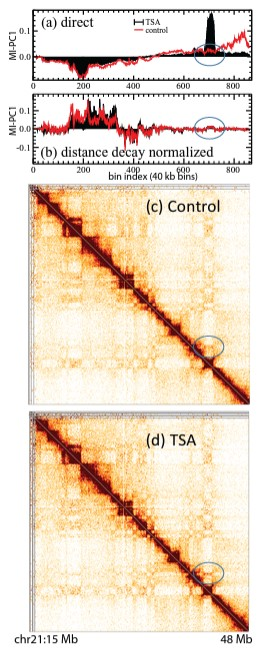 (a) direct
TSA
control
MI-PC1
0.1
0.0
0 200 400 600 800
MI-PC1
0.1
0.0
-0.1
(b) distance decay normalized
0 200 400 600 800
bin index (40 kb bins)
(c) Control
(d) TSA
chr21:15 Mb 48 Mb